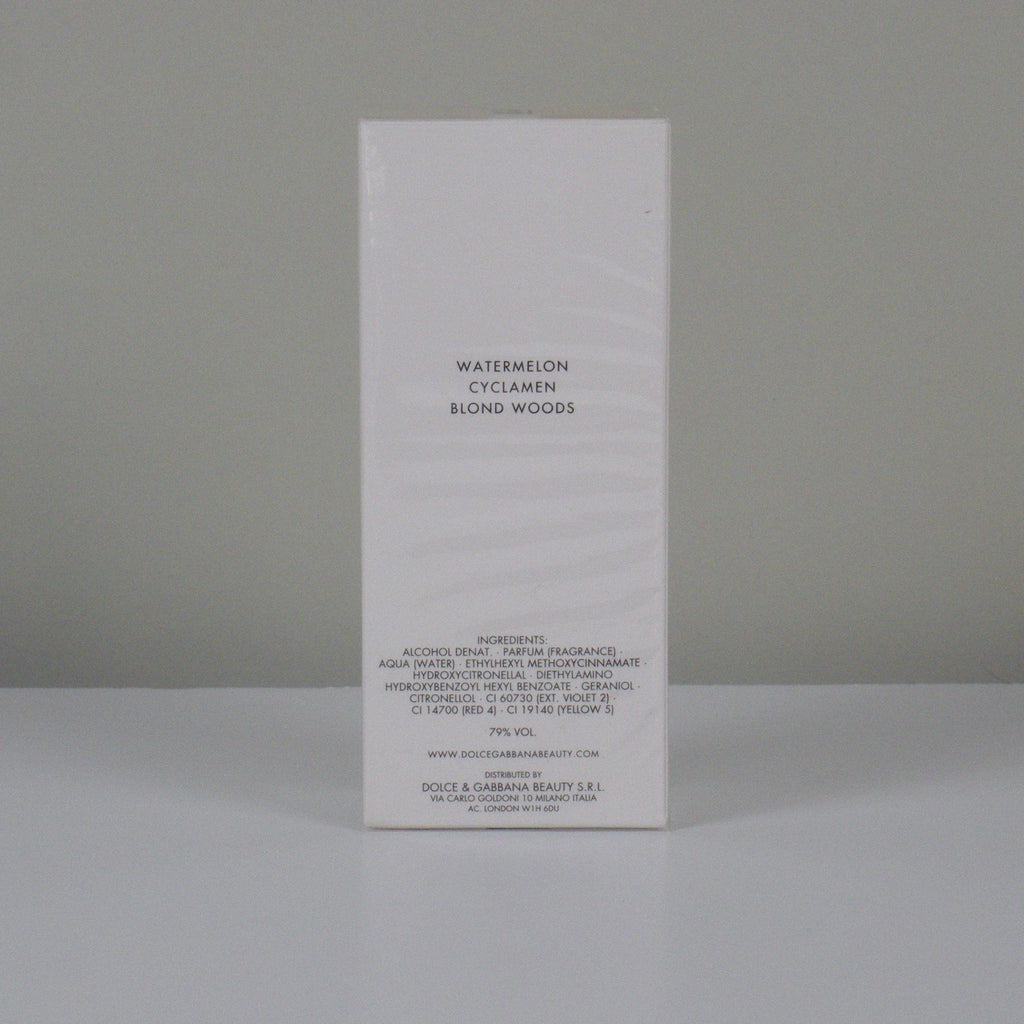 WATERMELON
CYCLAMEN
BLOND WOODS
INGREDIENTS:
ALCOHOL DENAT. · PARFUM (FRAGRANCE) ·
AQUA (WATER) · ETHYLHEXYL METHOXYCINNAMATE ·
HYDROXYCITRONELLAL · DIETHYLAMINO
HYDROXYBENZOYL HEXYL BENZOATE · GERANIOL ·
CITRONELLOL · CI 60730 (EXT. VIOLET 2) ·
CI 14700 (RED 4) · CI 19140 (YELLOW 5)
79% VOL.
WWW.DOLCEGABBANABEAUTY.COM
DISTRIBUTED BY
DOLCE & GABBANA BEAUTY S.R.L.
VIA CARLO GOLDONI 10 MILANO ITALIA
AC. LONDON W1H 6DU